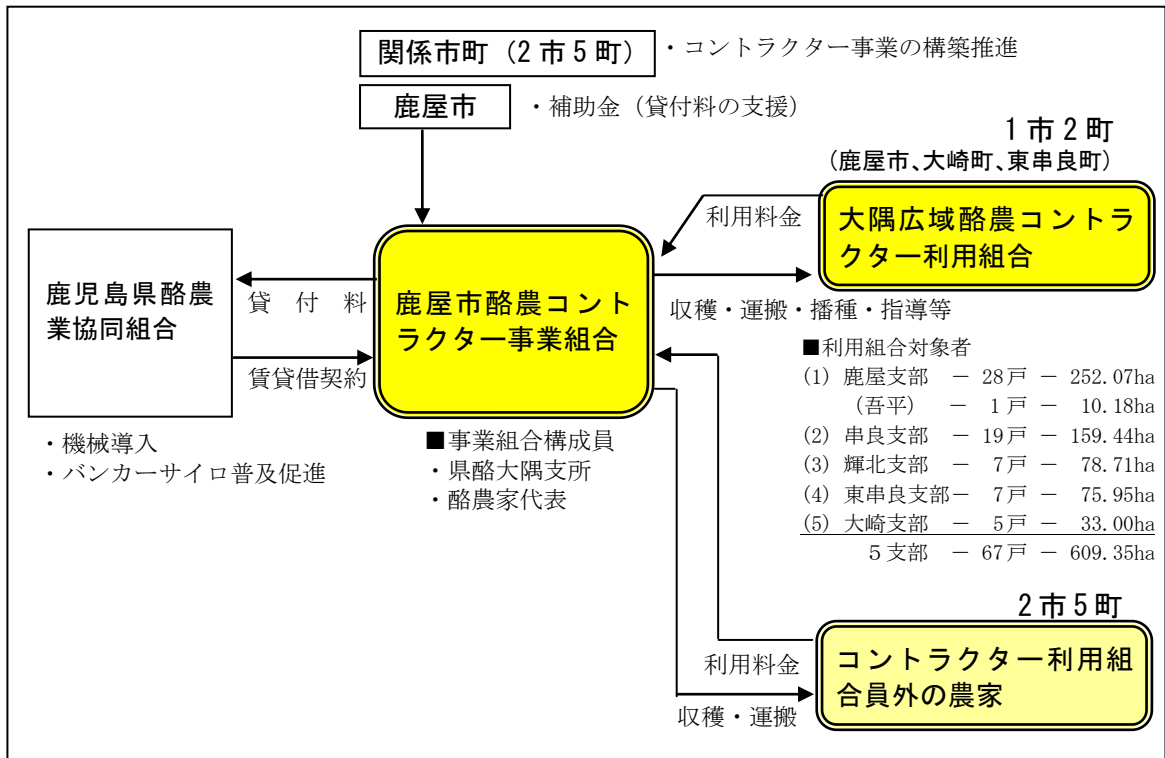 関係市町（2市5町）
・コントラクター事業の構築推進
鹿屋市
・補助金（貸付料の支援）
1市2町
（鹿屋市、大崎町、東串良町）
利用料金
大隅広域酪農コントラ
クター利用組合
鹿児島県酪農
業協同組合
貸　付　料
賃貸借契約
鹿屋市酪農コント
ラクター事業組合
収穫・運搬・播種・指導等
・機械導入
・バンカーサイロ普及促進
■事業組合構成員
・県酪大隅支所
・酪農家代表
■利用組合対象者
(1) 鹿屋支部　－ 28戸 － 252.07ha
（吾平）　－ 1戸 － 10.18ha
(2) 串良支部　－ 19戸 － 159.44ha
(3) 輝北支部　－ 7戸 － 78.71ha
(4) 東串良支部－ 7戸 － 75.95ha
(5) 大崎支部　－ 5戸 － 33.00ha
5支部　－ 67戸 － 609.35ha
2市5町
利用料金
コントラクター利用組
合員外の農家
収穫・運搬